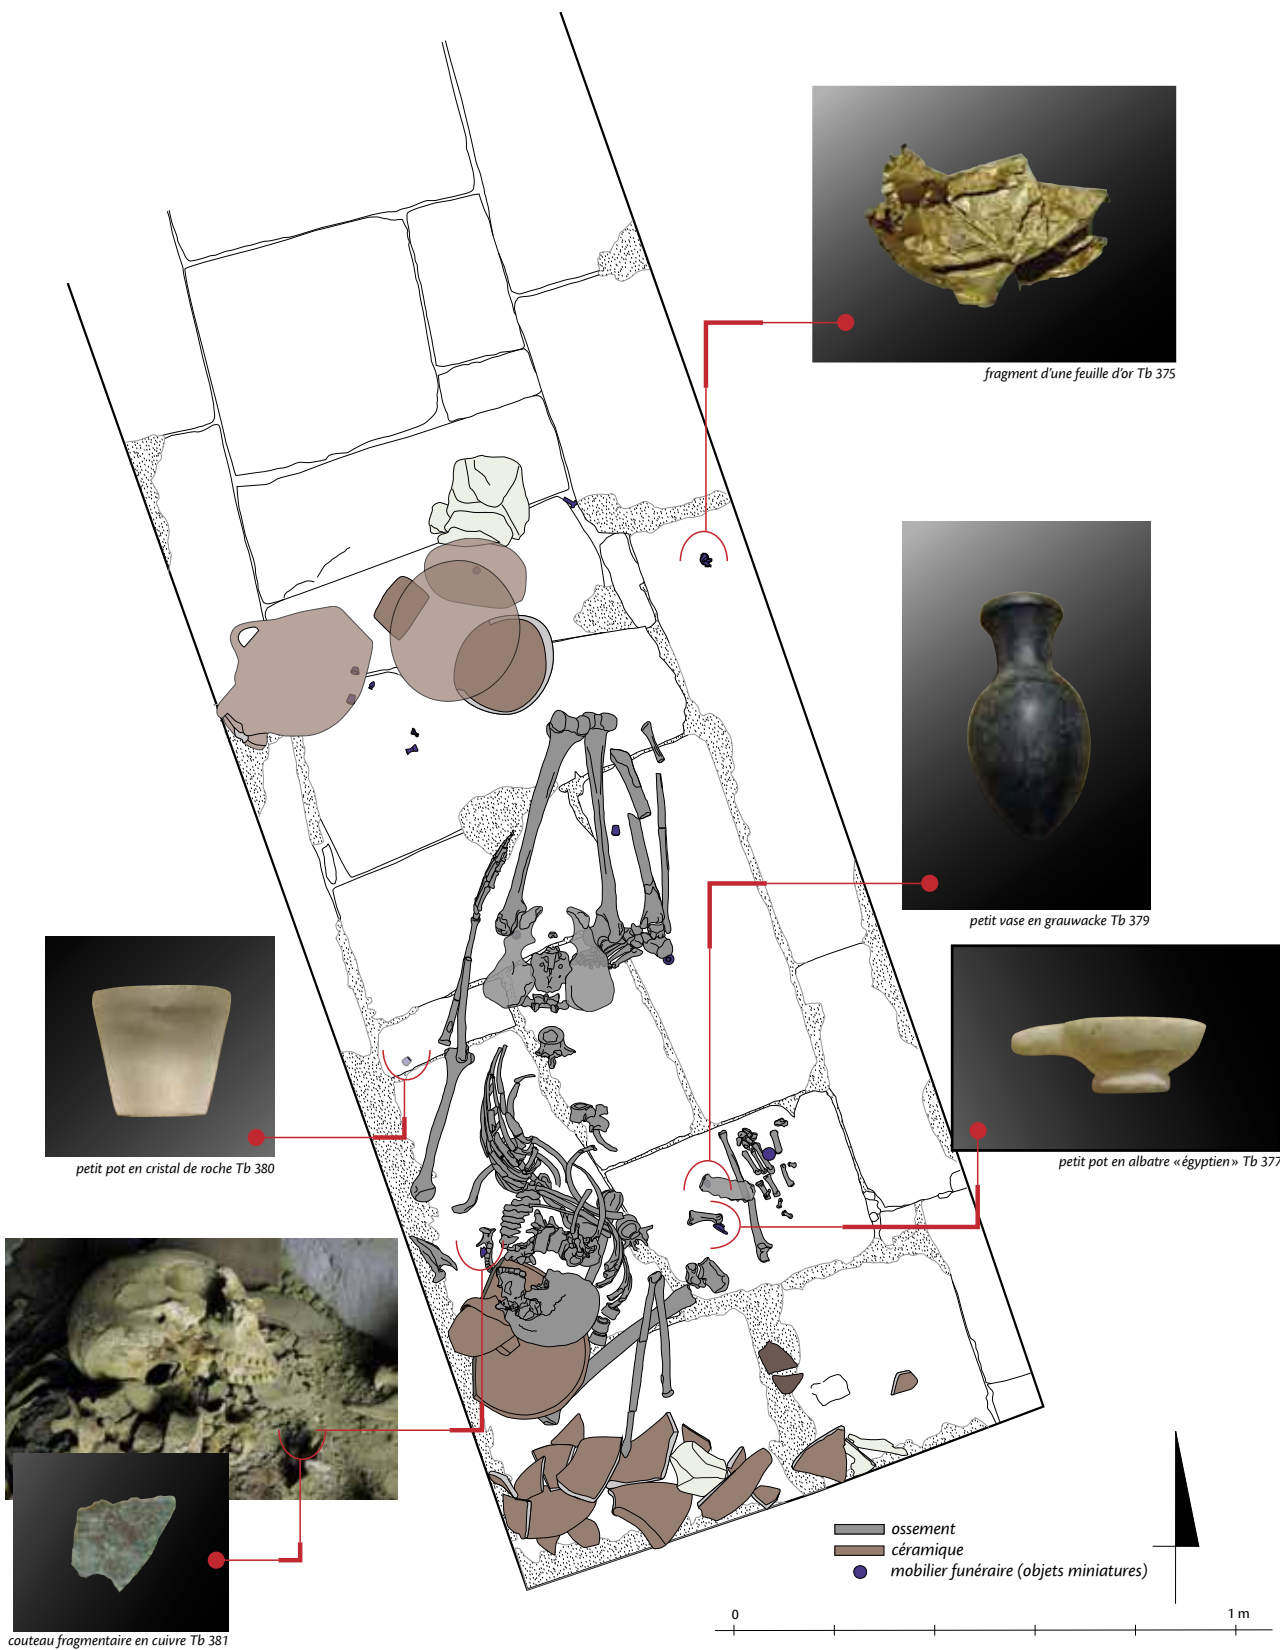 fragment d'une feuille d'or Tb 375
petit vase en grauwacke Tb 379
petit pot en albatre «égyptien» Tb 377
petit pot en cristal de roche Tb 380
couteau fragmentaire en cuivre Tb 381
ossement
céramique
mobilier funéraire (objets miniatures)
0 1 m